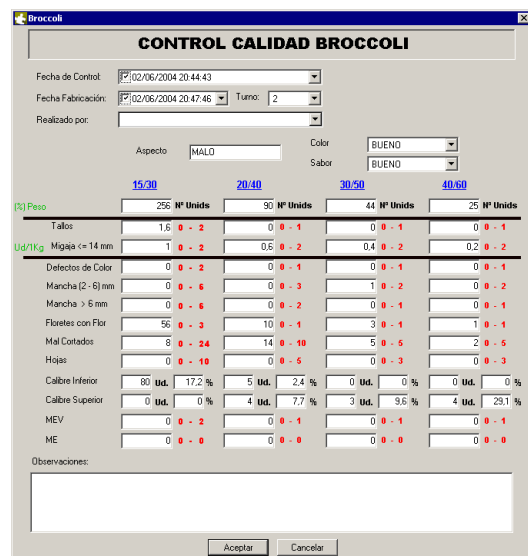 Broccoli
CONTROL CALIDAD BROCCOLI
Fecha de Control: 02/06/2004 20:44:43
Fecha Fabricación: 02/06/2004 20:47:46 Turno: 2
Realizado por:
Color BUENO
Aspecto MALO
Sabor BUENO
15/30 20/40 30/50 40/60
(%) Peso 256 Nº Unids 90 Nº Unids 44 Nº Unids 25 Nº Unids
Tallos 1,6 0 - 2 0 0 - 1 0 0 - 1 0 0 - 1
Ud/1Kg Migaja <= 14 mm 1 0 - 2 0,6 0 - 2 0,4 0 - 2 0,2 0 - 2
Defectos de Color 0 0 - 2 0 0 - 1 0 0 - 1 0 0 - 1
Mancha (2 - 6) mm 0 0 - 6 0 0 - 3 1 0 - 2 0 0 - 2
Mancha > 6 mm 0 0 - 6 0 0 - 2 0 0 - 1 0 0 - 1
Floretes con Flor 56 0 - 3 10 0 - 1 3 0 - 1 1 0 - 1
Mal Cortados 8 0 - 24 14 0 - 10 5 0 - 5 2 0 - 5
Hojas 0 0 - 10 0 0 - 5 0 0 - 3 0 0 - 3
Calibre Inferior 80 Ud. 17,2 % 5 Ud. 2,4 % 0 Ud. 0 % 0 Ud. 0 %
Calibre Superior 0 Ud. 0 % 4 Ud. 7,7 % 3 Ud. 9,6 % 4 Ud. 29,1 %
MEV 0 0 - 2 0 0 - 1 0 0 - 1 0 0 - 1
ME 0 0 - 0 0 0 - 0 0 0 - 0 0 0 - 0
Observaciones:
Aceptar Cancelar